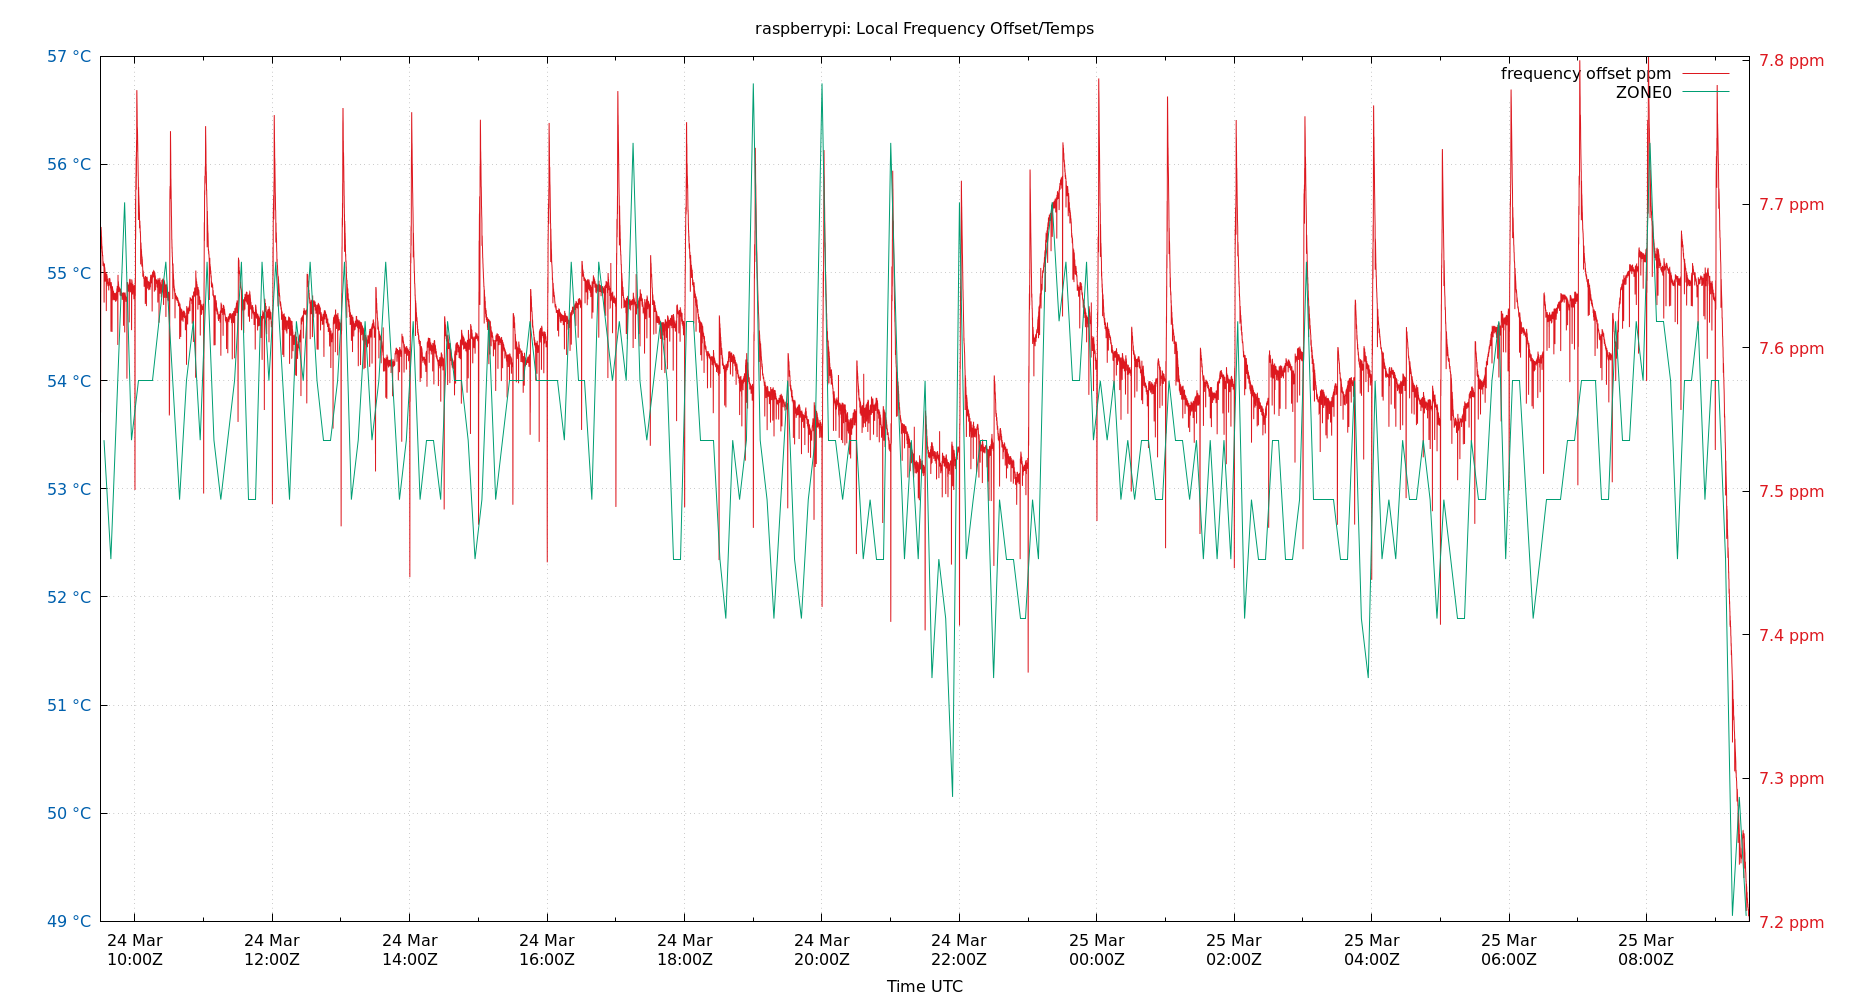 raspberrypi: Local Frequency Offset/Temps
57 °C
56 °C
55 °C
54 °C
53 °C
52 °C
51 °C
50 °C
49 °C
7.8 ppm
7.7 ppm
7.6 ppm
7.5 ppm
7.4 ppm
7.3 ppm
7.2 ppm
frequency offset ppm
ZONE0
24 Mar
10:00Z
24 Mar
12:00Z
24 Mar
14:00Z
24 Mar
16:00Z
24 Mar
18:00Z
24 Mar
20:00Z
24 Mar
22:00Z
25 Mar
00:00Z
25 Mar
02:00Z
25 Mar
04:00Z
25 Mar
06:00Z
25 Mar
08:00Z
Time UTC